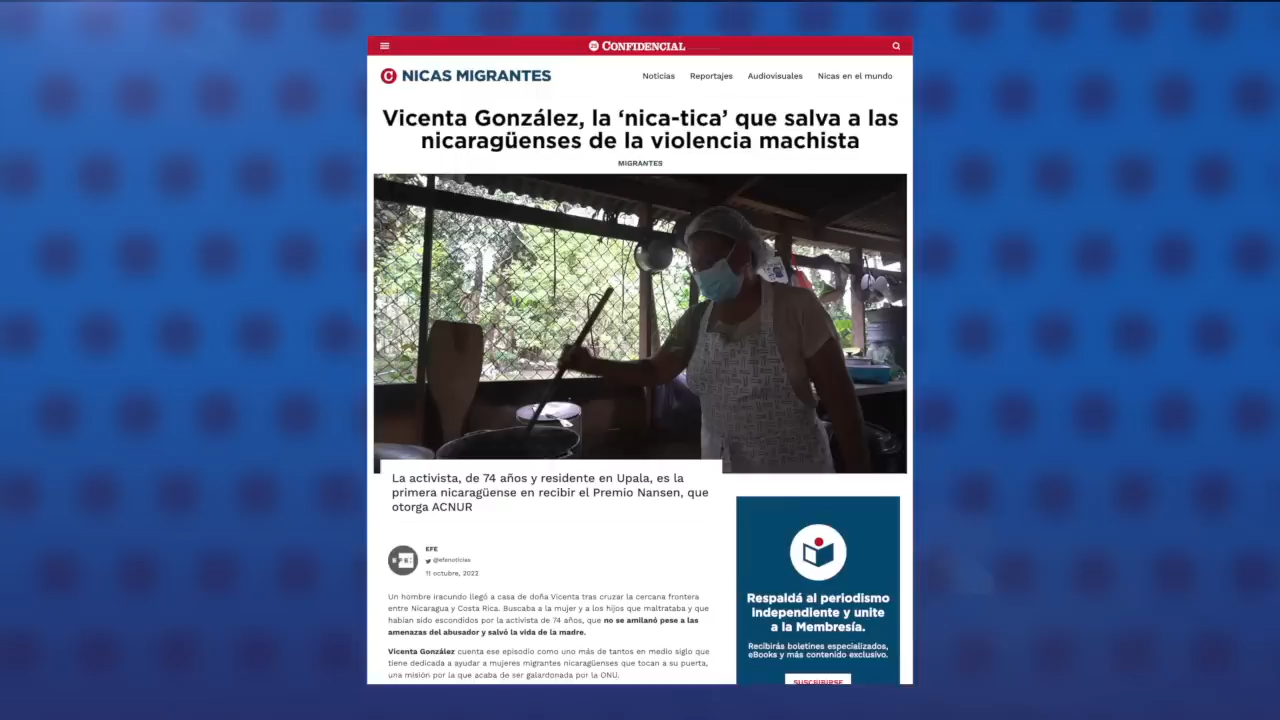 CONFIDENCIAL
NICAS MIGRANTES
Noticias Reportajes Audiovisuales Nicas en el mundo
Vicenta González, la ‘nica-tica’ que salva a las
nicaragüenses de la violencia machista
MIGRANTES
La activista, de 74 años y residente en Upala, es la
primera nicaragüense en recibir el Premio Nansen, que
otorga ACNUR
EFE
@efenoticias
11 octubre, 2022
Un hombre iracundo llegó a casa de doña Vicenta tras cruzar la cercana frontera
entre Nicaragua y Costa Rica. Buscaba a la mujer y a los hijos que maltrataba y que
habían sido escondidos por la activista de 74 años, que no se amilanó pese a las
amenazas del abusador y salvó la vida de la madre.
Vicenta González cuenta ese episodio como uno más de tantos en medio siglo que
tiene dedicada a ayudar a mujeres migrantes nicaragüenses que tocan a su puerta,
una misión por la que acaba de ser galardonada por la ONU.
Respaldá al periodismo
independiente y unite
a la Membresía.
Recibirás boletines especializados,
eBooks y más contenido exclusivo.
SUSCRIBIRSE